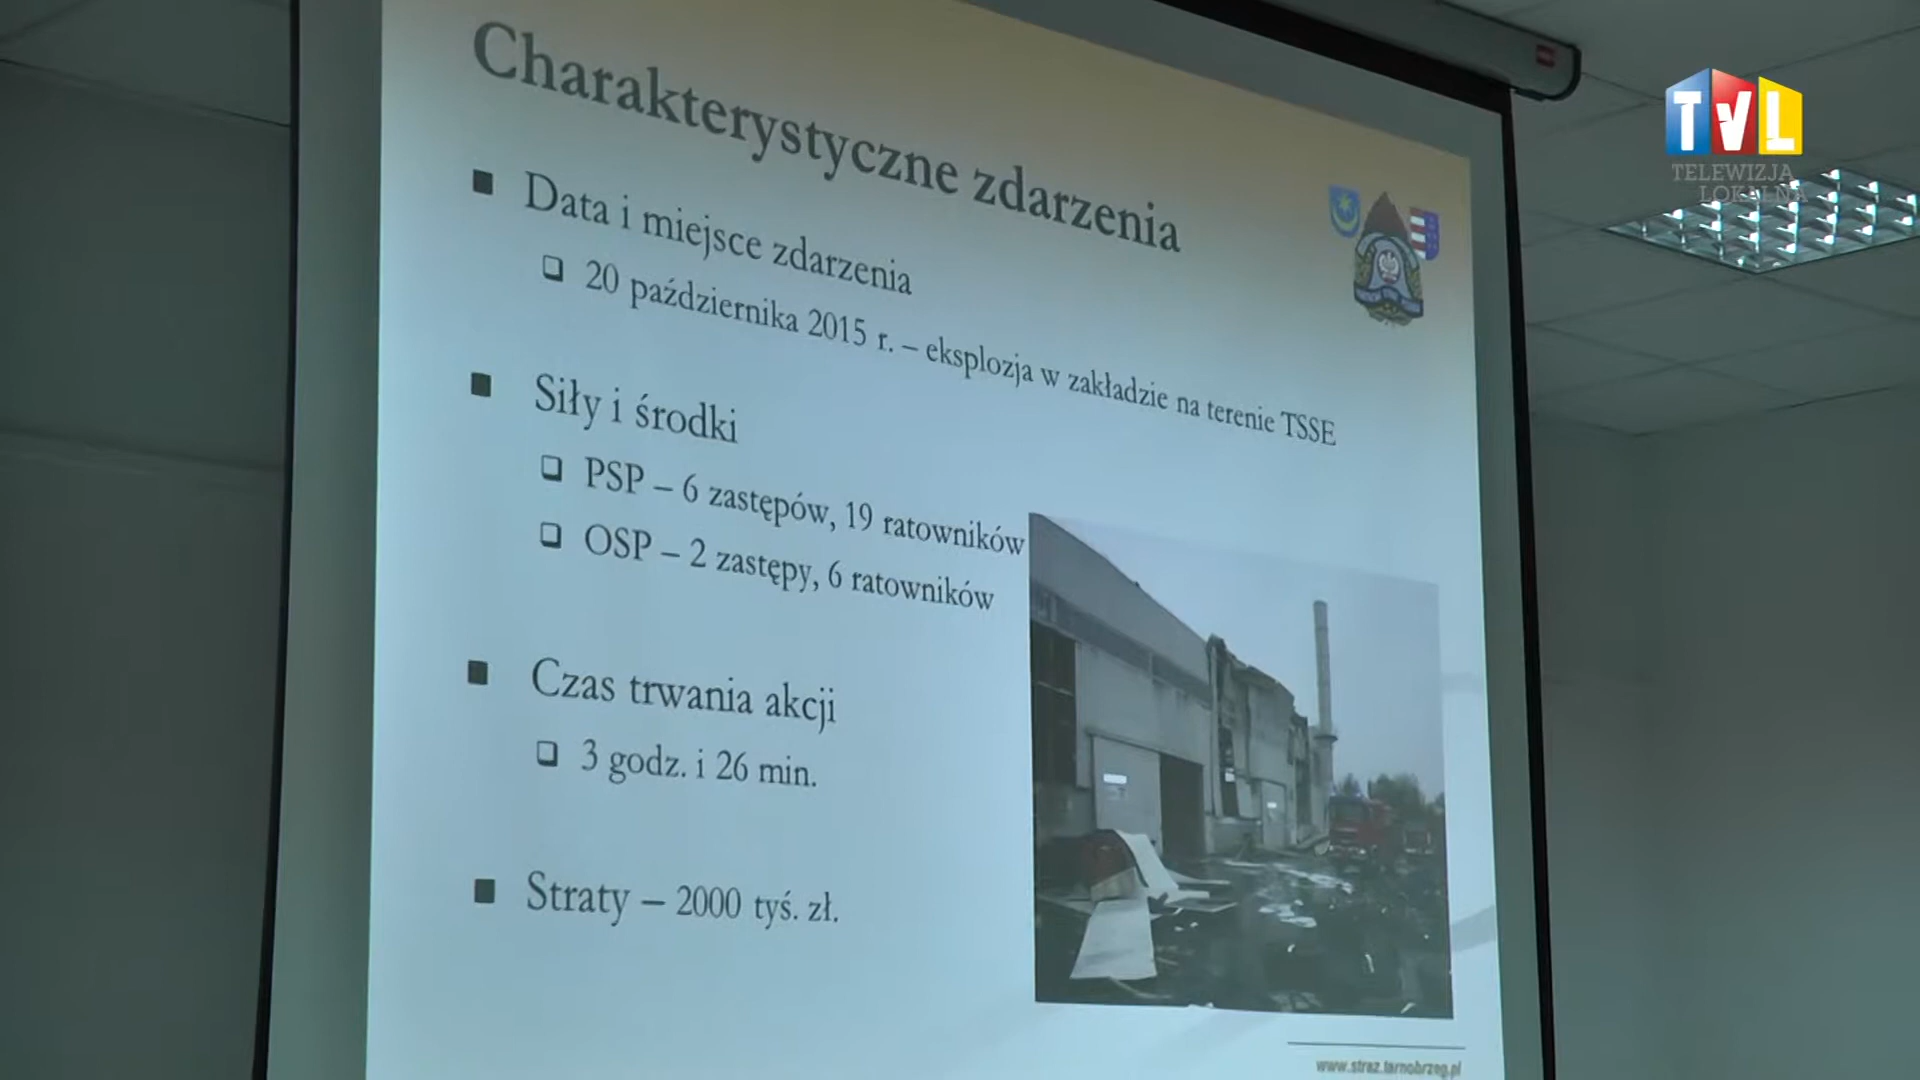 Charakterystyczne zdarzenia
Data i miejsce zdarzenia
20 października 2015 r. – eksplozja w zakładzie na terenie TSSE
Siły i środki
PSP – 6 zastępów, 19 ratowników
OSP – 2 zastępy, 6 ratowników
Czas trwania akcji
3 godz. i 26 min.
Straty – 2000 tyś. zł.
www.straz.tarnobrzeg.pl
TVL
TELEWIZJA
LOKALNA